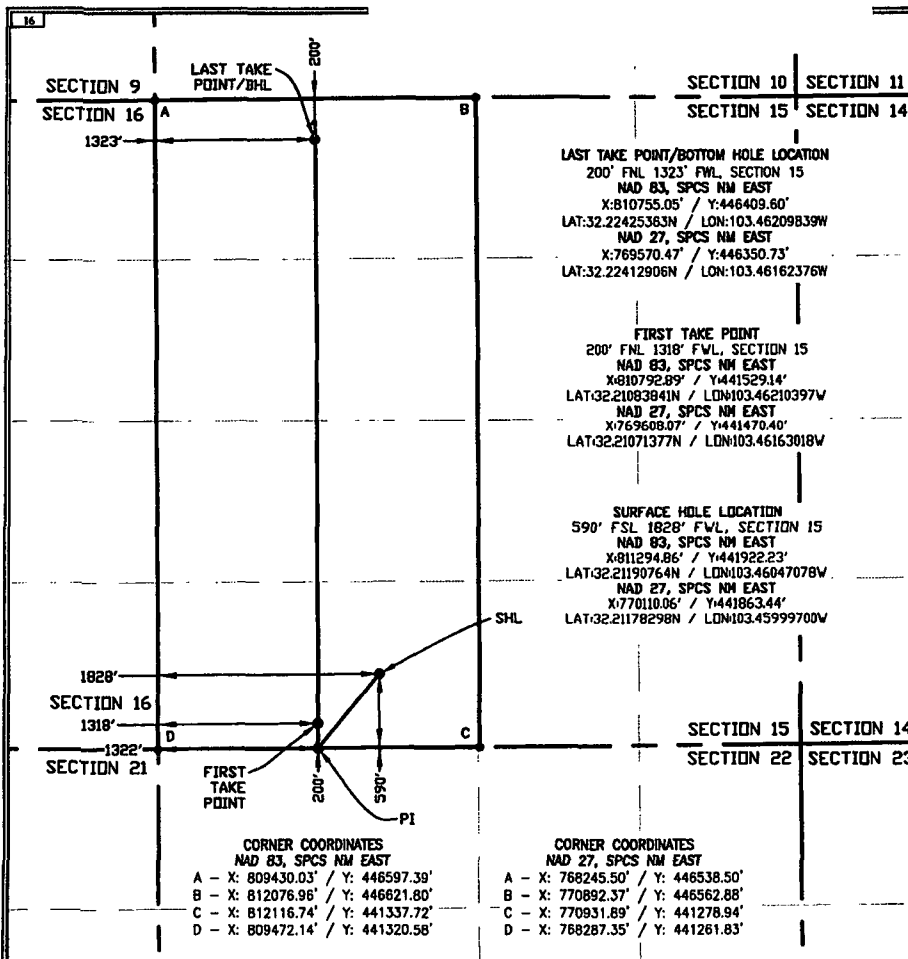 16
200'
SECTION 9
LAST TAKE
POINT/BHL
SECTION 10
SECTION 11
SECTION 16
A
B
SECTION 15
SECTION 14
1323'
LAST TAKE POINT/BOTTOM HOLE LOCATION
200' FNL 1323' FWL, SECTION 15
NAD 83, SPCS NM EAST
X:810755.05' / Y:446409.60'
LAT:32.22425383N / LON:103.46209839W
NAD 27, SPCS NM EAST
X:769570.47' / Y:446350.73'
LAT:32.22412906N / LON:103.46162376W
FIRST TAKE POINT
200' FNL 1318' FWL, SECTION 15
NAD 83, SPCS NM EAST
X:810792.89' / Y:441529.14'
LAT:32.21083841N / LON:103.46210397W
NAD 27, SPCS NM EAST
X:769608.07' / Y:441470.40'
LAT:32.21071377N / LON:103.46163018W
SURFACE HOLE LOCATION
590' FSL 1828' FWL, SECTION 15
NAD 83, SPCS NM EAST
X:811294.86' / Y:441922.23'
LAT:32.21190764N / LON:103.46047078W
NAD 27, SPCS NM EAST
X:770110.06' / Y:441863.44'
LAT:32.21178298N / LON:103.45999700W
SHL
1828'
SECTION 16
1318'
D
C
SECTION 15
SECTION 14
1322'
SECTION 21
SECTION 22
SECTION 23
FIRST
TAKE
POINT
200'
590'
PI
CORNER COORDINATES
NAD 83, SPCS NM EAST
A - X: 809430.03' / Y: 446597.39'
B - X: 812076.96' / Y: 446621.80'
C - X: 812116.74' / Y: 441337.72'
D - X: 809472.14' / Y: 441320.58'
CORNER COORDINATES
NAD 27, SPCS NM EAST
A - X: 768245.50' / Y: 446538.50'
B - X: 770892.37' / Y: 446562.88'
C - X: 770931.89' / Y: 441278.94'
D - X: 768287.35' / Y: 441261.83'